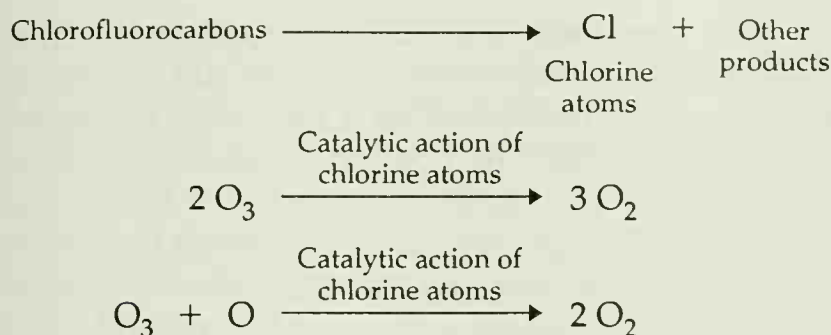 Chlorofluorocarbons → Cl + Other products
Chlorine atoms
Catalytic action of
chlorine atoms
2 O₃ → 3 O₂
Catalytic action of
chlorine atoms
O₃ + O → 2 O₂